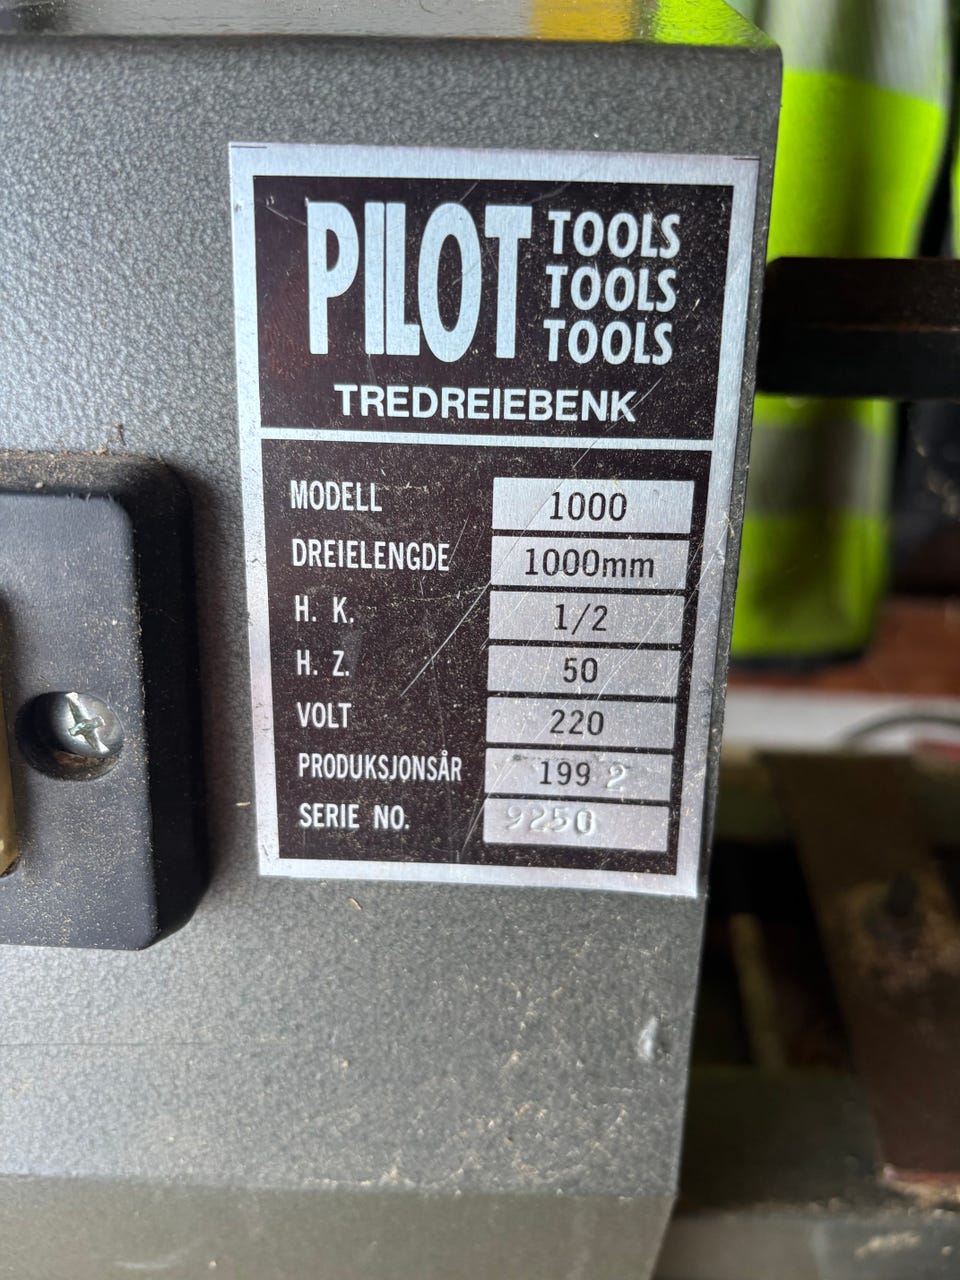 PILOT TOOLS
TOOLS
TOOLS
TREDREIEBENK
MODELL 1000
DREIELENGDE 1000mm
H. K. 1/2
H. Z. 50
VOLT 220
PRODUKSJONSÅR 1992
SERIE NO. 9250